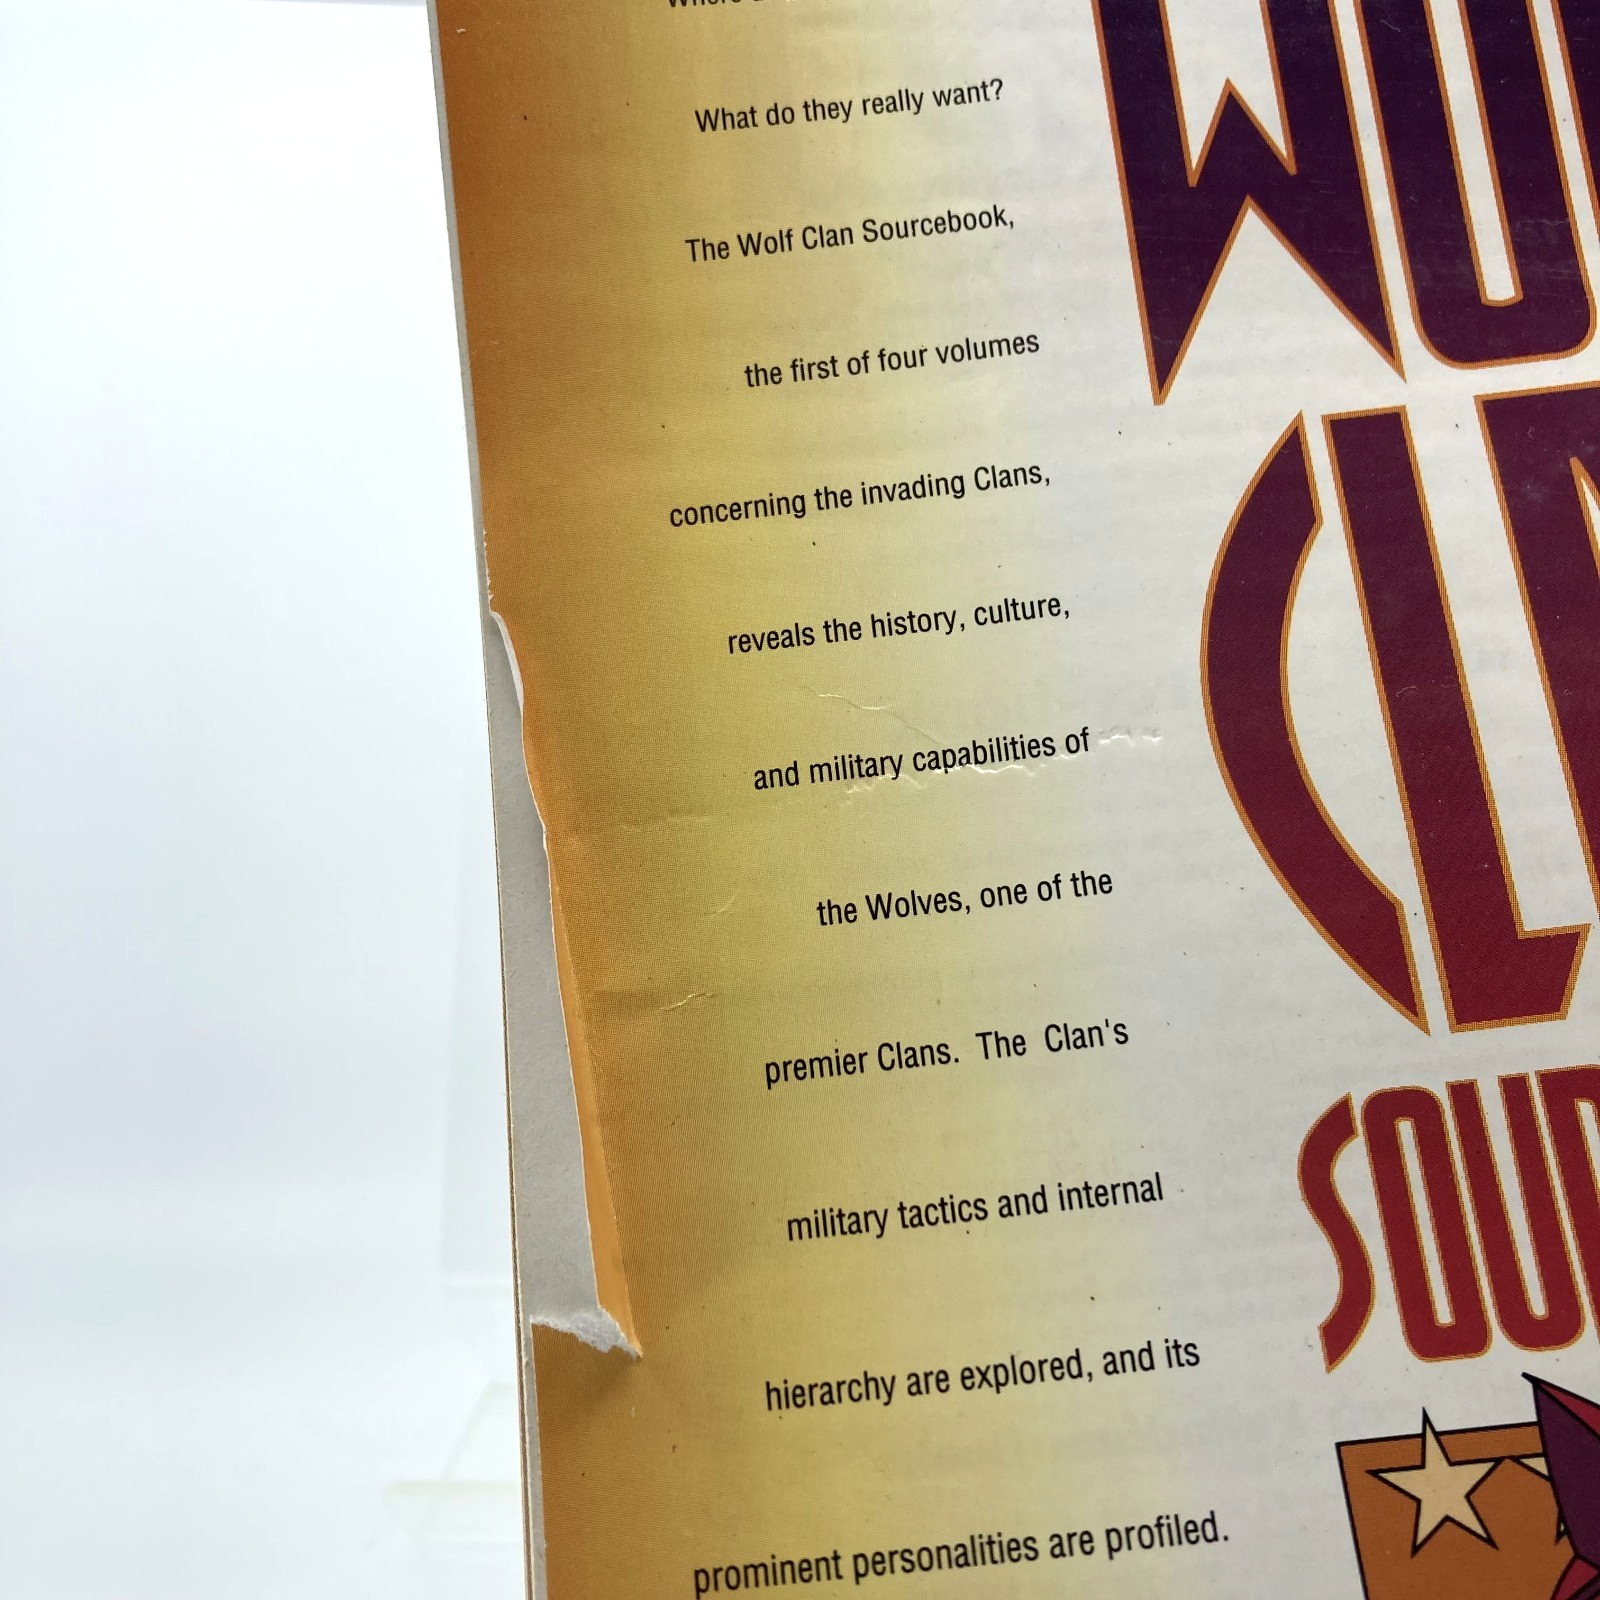 What do they really want?
The Wolf Clan Sourcebook,
the first of four volumes
concerning the invading Clans,
reveals the history, culture,
and military capabilities of
the Wolves, one of the
premier Clans. The Clan's
military tactics and internal
hierarchy are explored, and its
prominent personalities are profiled.